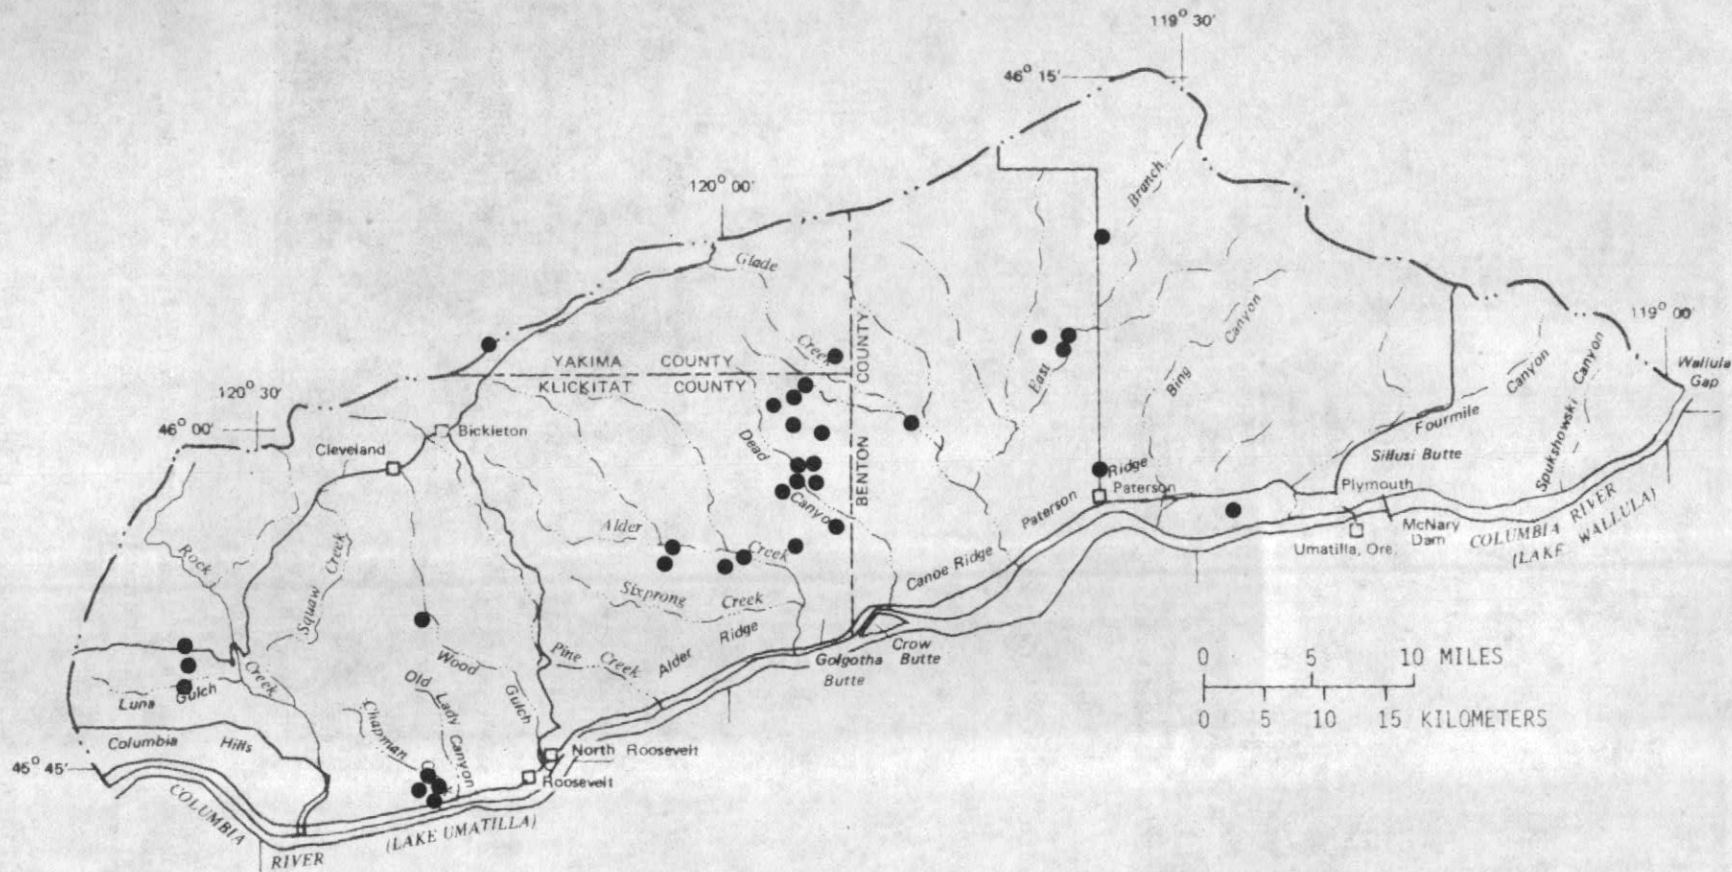 119° 30'
46° 15'
120° 00'
Branch
Glade
119° 00'
YAKIMA COUNTY
KLICKITAT COUNTY
BENTON COUNTY
Creek
East
Bing Canyon
Wallula
Gap
120° 30'
46° 00'
Bickleton
Cleveland
Dead Canyon
Fourmile Canyon
Spukshowski Canyon
Sillusi Butte
Ridge
Paterson
Paterson
Plymouth
McNary
Dam
Umatilla, Ore.
COLUMBIA RIVER
(LAKE WALLULA)
Alder Creek
Rock Creek
Squaw Creek
Sixprong Creek
Canoe Ridge
Alder Ridge
Pine Creek
Crow
Butte
Golgotha
Butte
Wood Gulch
Old Lady Canyon
Chapman
Luna Gulch
Columbia Hills
North Roosevelt
Roosevelt
45° 45'
COLUMBIA
RIVER
(LAKE UMATILLA)
0 5 10 MILES
0 5 10 15 KILOMETERS